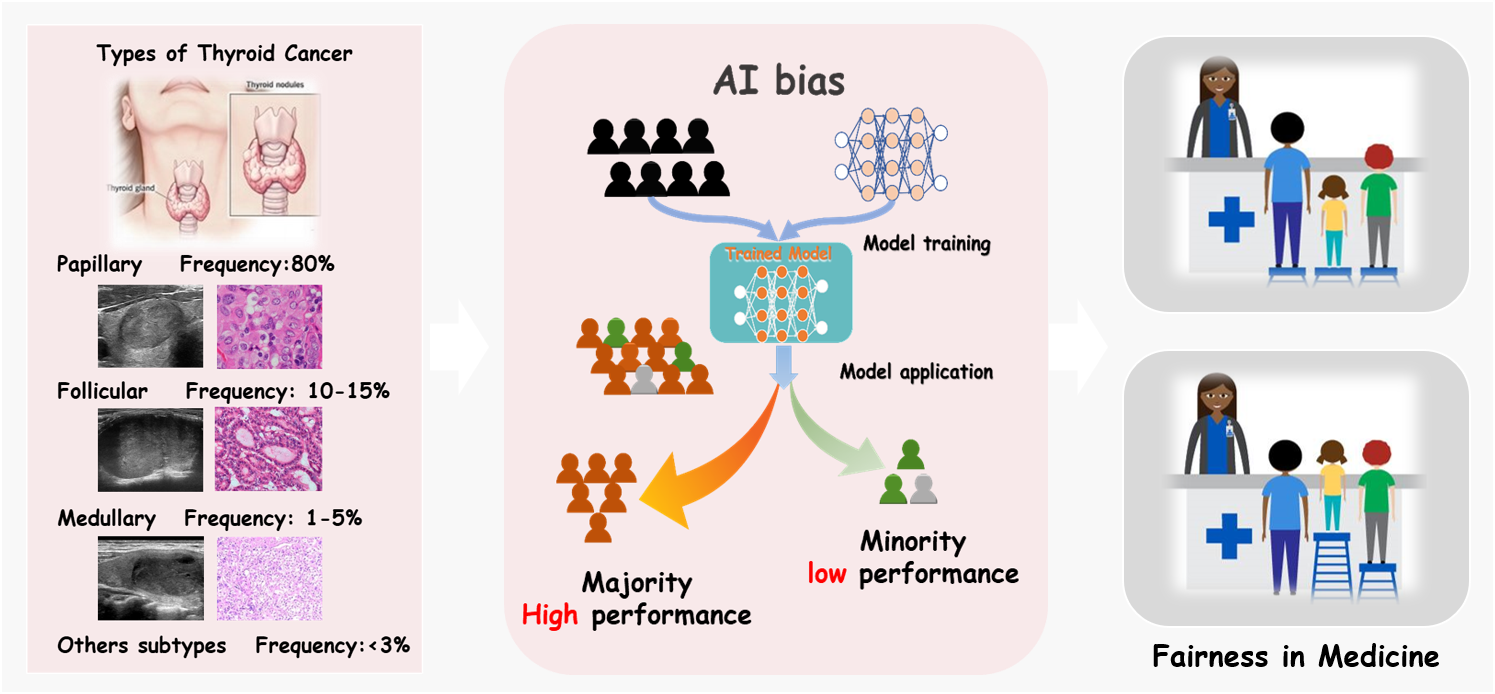 Types of Thyroid Cancer
Thyroid nodules
Thyroid gland
Papillary Frequency:80%
Follicular Frequency: 10-15%
Medullary Frequency: 1-5%
Others subtypes Frequency:<3%
AI bias
Model training
Trained Model
Model application
Majority
High performance
Minority
low performance
Fairness in Medicine